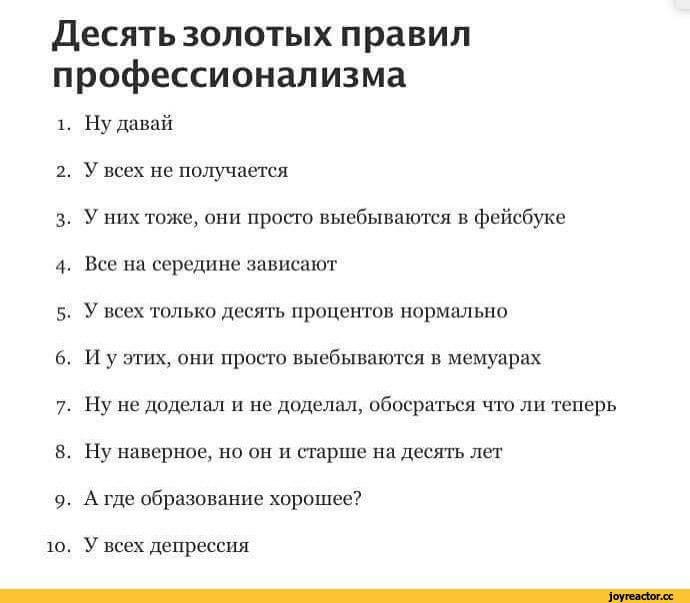 Десять золотых правил
профессионализма
1. Ну давай
2. У всех не получается
3. У них тоже, они просто выебываются в фейсбуке
4. Все на середине зависают
5. У всех только десять процентов нормально
6. И у этих, они просто выебываются в мемуарах
7. Ну не доделал и не доделал, обосраться что ли теперь
8. Ну наверное, но он и старше на десять лет
9. А где образование хорошее?
10. У всех депрессия
joyreactor.cc